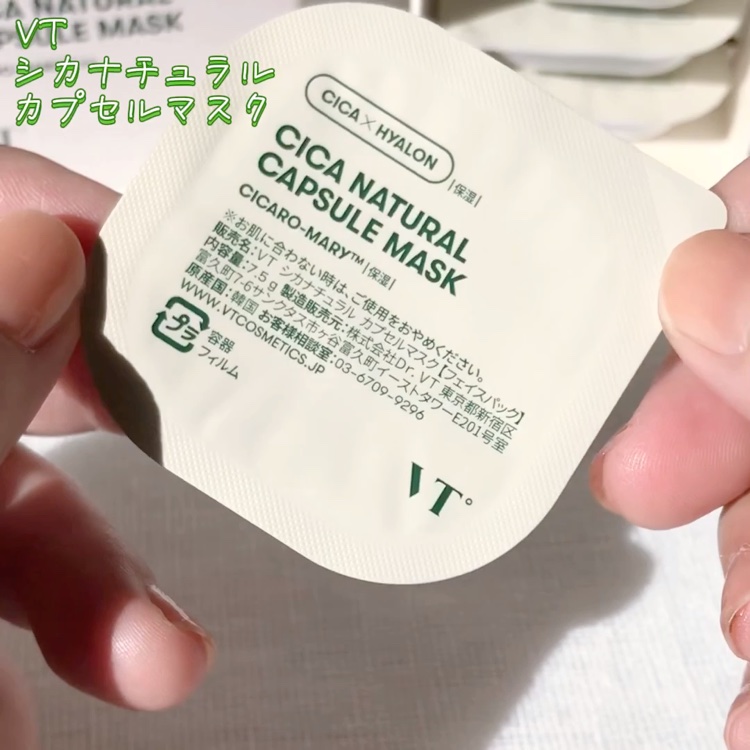 VT
シカナチュラル
カプセルマスク
CA NATURAL
CAPSULE MASK
CICA×HYALON
|保湿|
CICA NATURAL
CAPSULE MASK
CICARO-MARY™|保湿|
※お肌に合わない時は、ご使用をおやめください。
販売名:VT シカナチュラル カプセルマスク【フェイスパック】
内容量:7.5g 製造販売元:株式会社Dr. VT 東京都新宿区
富久町7-6サンクタス市ヶ谷富久町イーストタワーE201号室
原産国:韓国 お客様相談室:03-6709-9296
WWW.VTCOSMETICS.JP
プラ
容器
フィルム
VT